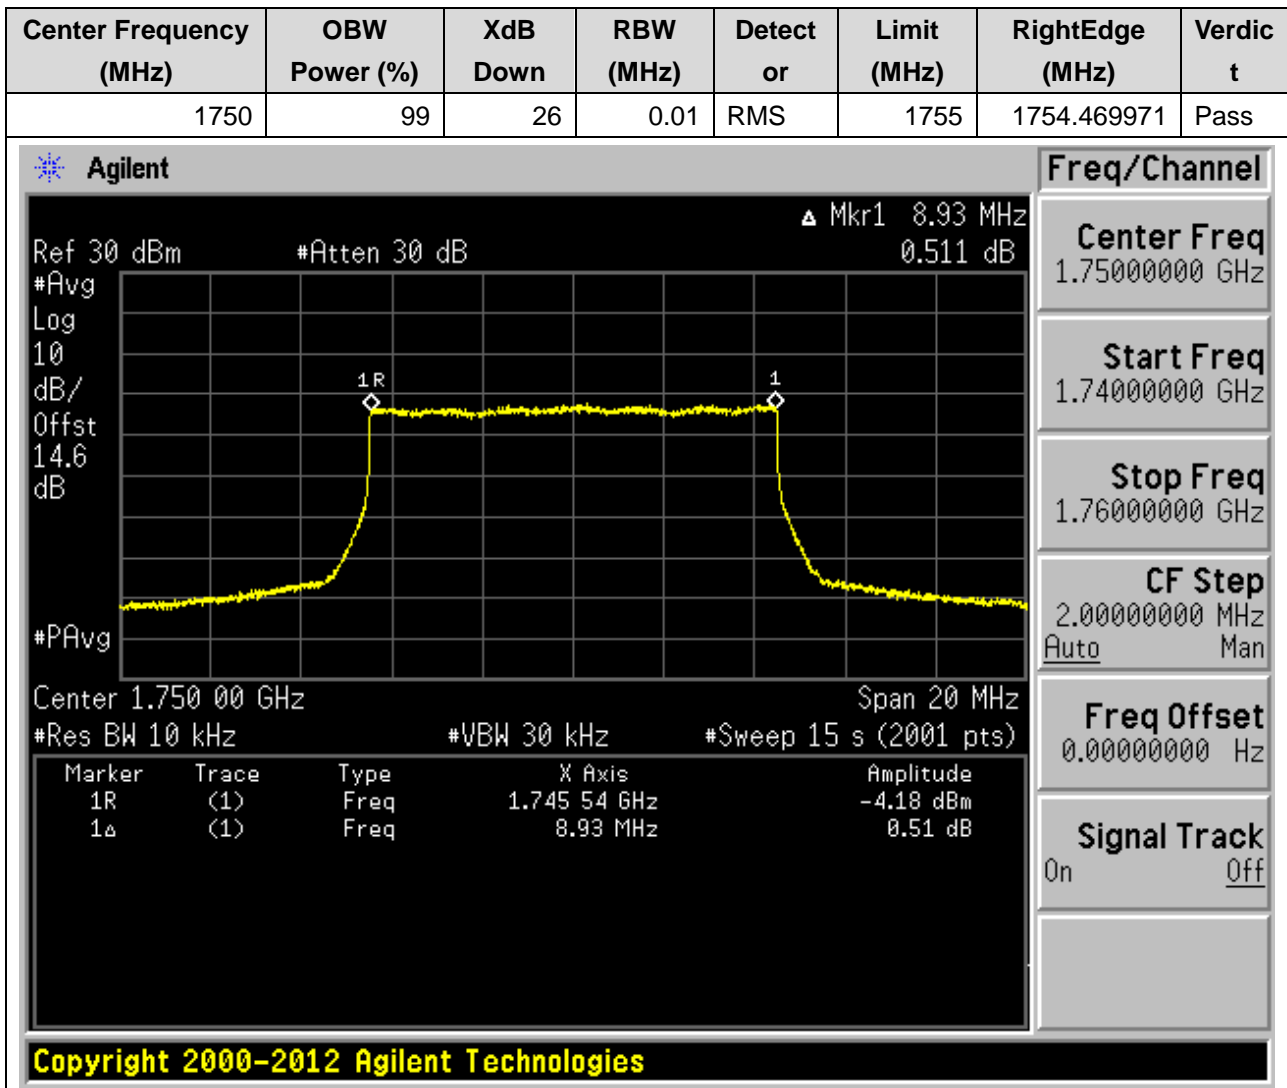 Center Frequency (MHz) OBW Power (%) XdB Down RBW (MHz) Detect or Limit (MHz) RightEdge (MHz) Verdic t
1750 99 26 0.01 RMS 1755 1754.469971 Pass
Agilent
Freq/Channel
Δ Mkr1 8.93 MHz
Ref 30 dBm #Atten 30 dB 0.511 dB
#Avg
Log
10
dB/
Offst
14.6
dB
1R
1
#PAvg
Center 1.750 00 GHz Span 20 MHz
#Res BW 10 kHz #VBW 30 kHz #Sweep 15 s (2001 pts)
Marker Trace Type X Axis Amplitude
1R (1) Freq 1.745 54 GHz -4.18 dBm
1Δ (1) Freq 8.93 MHz 0.51 dB
Center Freq
1.75000000 GHz
Start Freq
1.74000000 GHz
Stop Freq
1.76000000 GHz
CF Step
2.00000000 MHz
Auto Man
Freq Offset
0.00000000 Hz
Signal Track
On Off
Copyright 2000-2012 Agilent Technologies